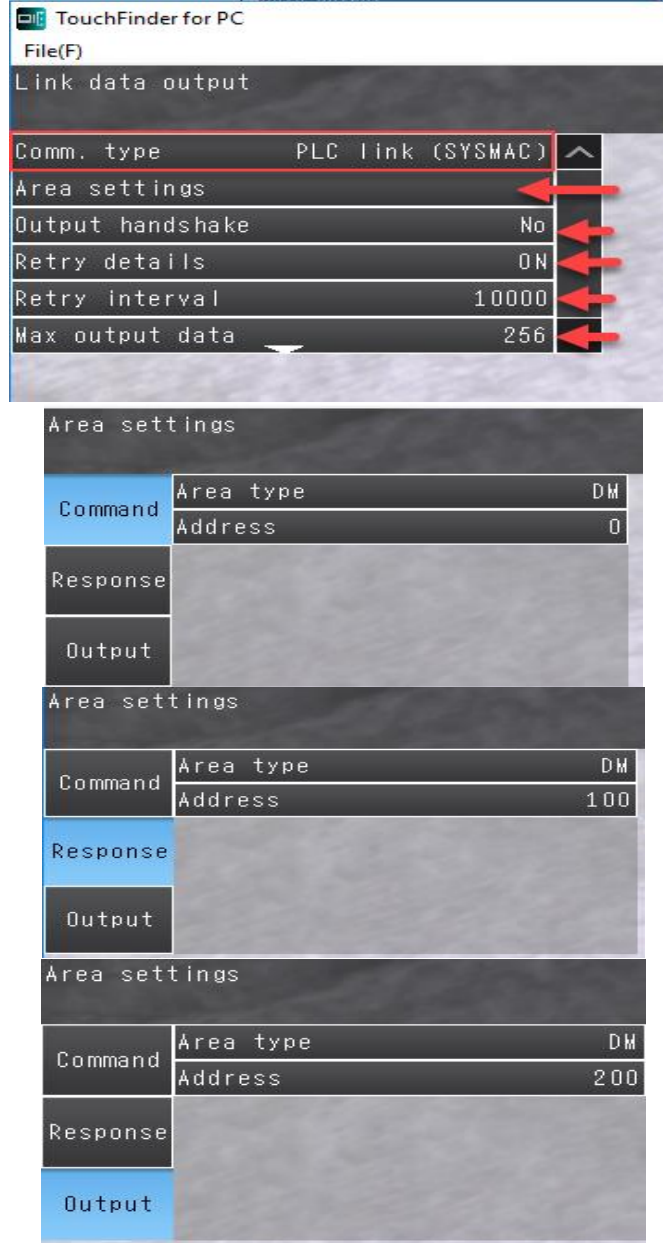 TouchFinder for PC
File(F)
Link data output
Comm. type PLC link (SYSMAC)
Area settings
Output handshake No
Retry details ON
Retry interval 10000
Max output data 256
Area settings
Command
Area type DM
Address 0
Response
Output
Area settings
Command
Area type DM
Address 100
Response
Output
Area settings
Command
Area type DM
Address 200
Response
Output